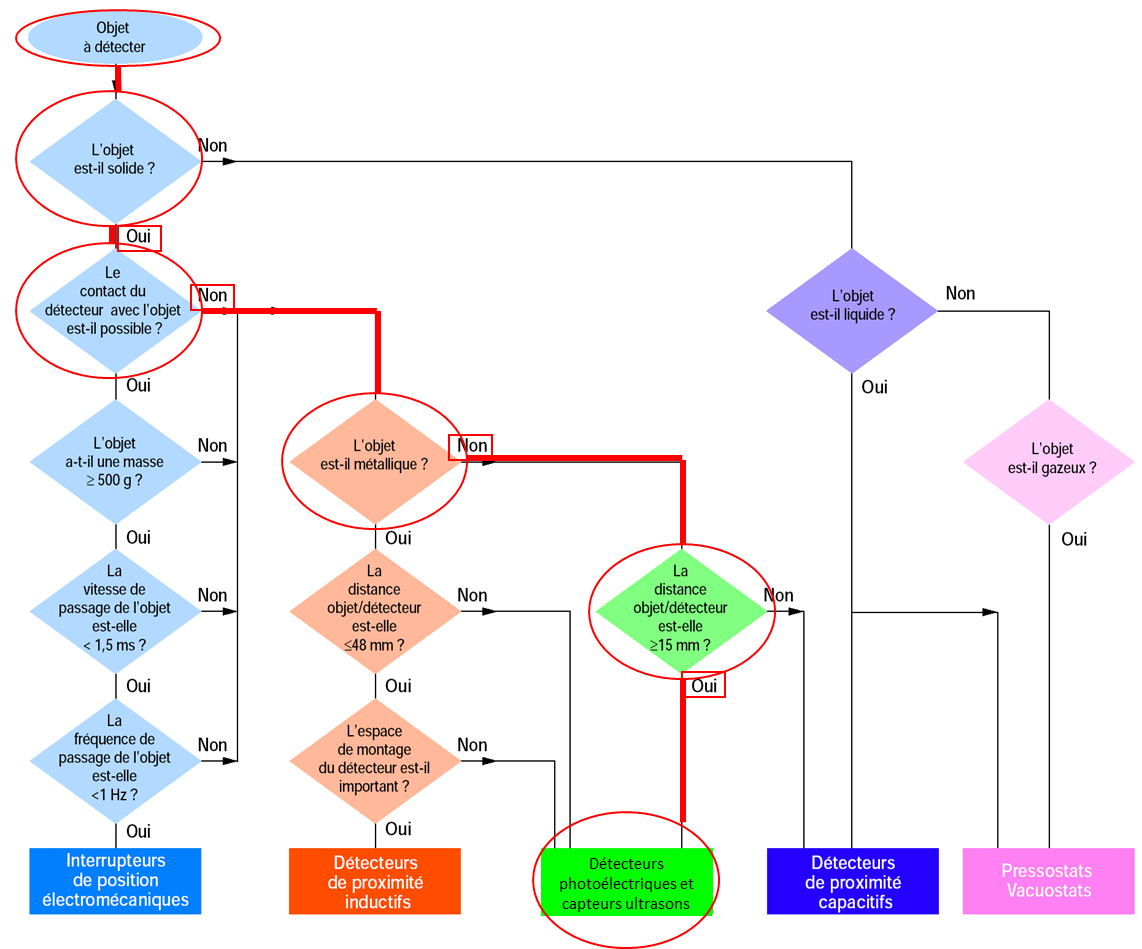 Objet
à détecter
L'objet
est-il solide ?
Non
Oui
Le
contact du
détecteur avec l'objet
est-il possible ?
Non
Oui
L'objet
est-il liquide ?
Non
Oui
L'objet
a-t-il une masse
≥ 500 g ?
Non
Oui
L'objet
est-il métallique ?
Non
Oui
L'objet
est-il gazeux ?
Oui
La
vitesse de
passage de l'objet
est-elle
< 1,5 ms ?
Non
Oui
La
distance
objet/détecteur
est-elle
≤48 mm ?
Non
Oui
La
distance
objet/détecteur
est-elle
≥15 mm ?
Non
Oui
La
fréquence de
passage de l'objet
est-elle
<1 Hz ?
Non
Oui
L'espace
de montage
du détecteur est-il
important ?
Non
Oui
Interrupteurs
de position
électromécaniques
Détecteurs
de proximité
inductifs
Détecteurs
photoélectriques et
capteurs ultrasons
Détecteurs
de proximité
capacitifs
Pressostats
Vacuostats